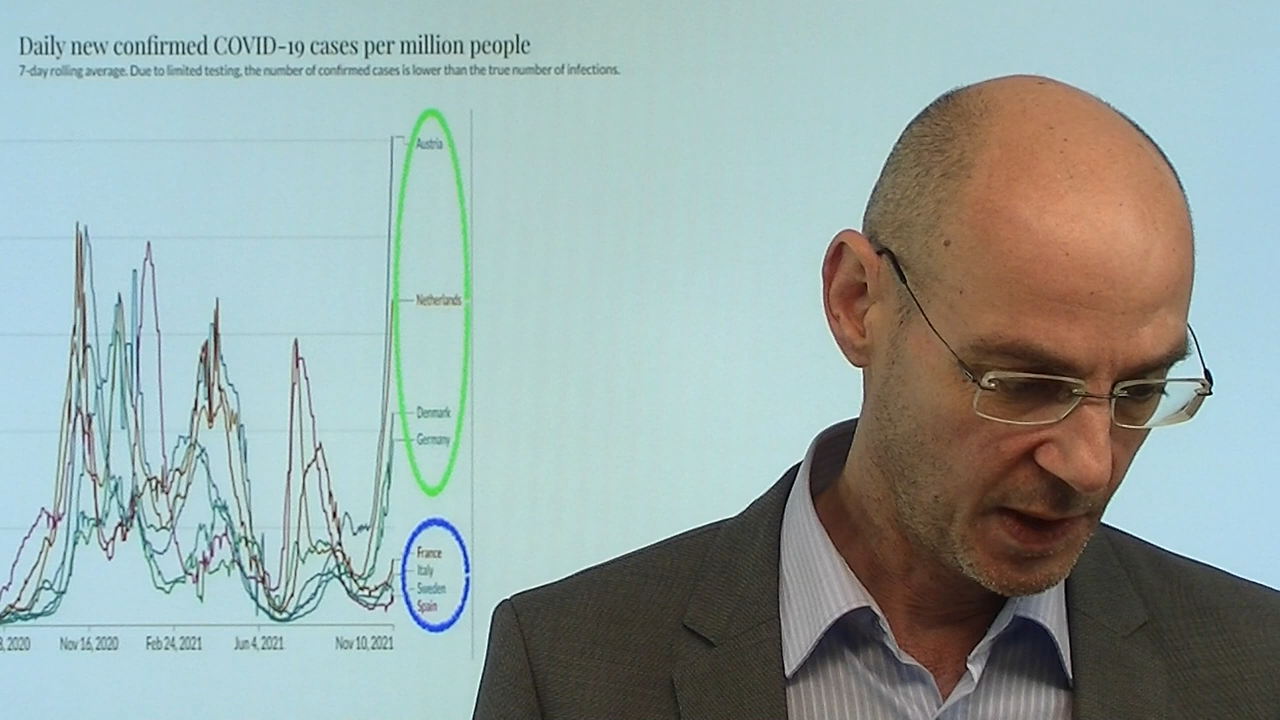 Daily new confirmed COVID-19 cases per million people
7-day rolling average. Due to limited testing, the number of confirmed cases is lower than the true number of infections.
Austria
Netherlands
Denmark
Germany
France
Italy
Sweden
Spain
, 2020
Nov 16, 2020
Feb 24, 2021
Jun 4, 2021
Nov 10, 2021